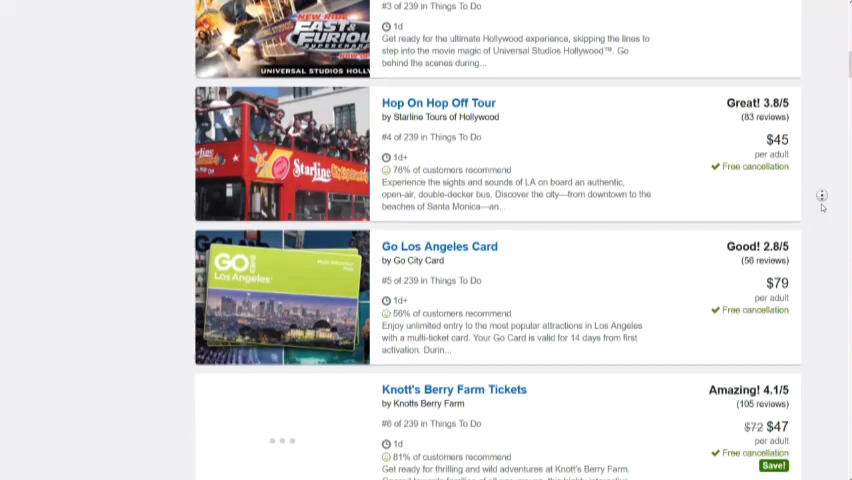 #3 of 239 in Things To Do
NEW RIDE
FAST &
FURIOUS
SUPERCHARGED
UNIVERSAL STUDIOS HOLLY
1d
Get ready for the ultimate Hollywood experience, skipping the lines to
step into the movie magic of Universal Studios Hollywood™. Go
behind the scenes during...
Hop On Hop Off Tour
by Starline Tours of Hollywood
#4 of 239 in Things To Do
1d+
76% of customers recommend
Experience the sights and sounds of LA on board an authentic,
open-air, double-decker bus. Discover the city—from downtown to the
beaches of Santa Monica—an...
Great! 3.8/5
(83 reviews)
$45
per adult
Free cancellation
Starline
GO
Los Angeles
Go Los Angeles Card
by Go City Card
#5 of 239 in Things To Do
1d+
56% of customers recommend
Enjoy unlimited entry to the most popular attractions in Los Angeles
with a multi-ticket card. Your Go Card is valid for 14 days from first
activation. Durin...
Good! 2.8/5
(56 reviews)
$79
per adult
Free cancellation
Knott's Berry Farm Tickets
by Knotts Berry Farm
#6 of 239 in Things To Do
1d
81% of customers recommend
Get ready for thrilling and wild adventures at Knott's Berry Farm.
Amazing! 4.1/5
(105 reviews)
$72 $47
per adult
Free cancellation
Save!